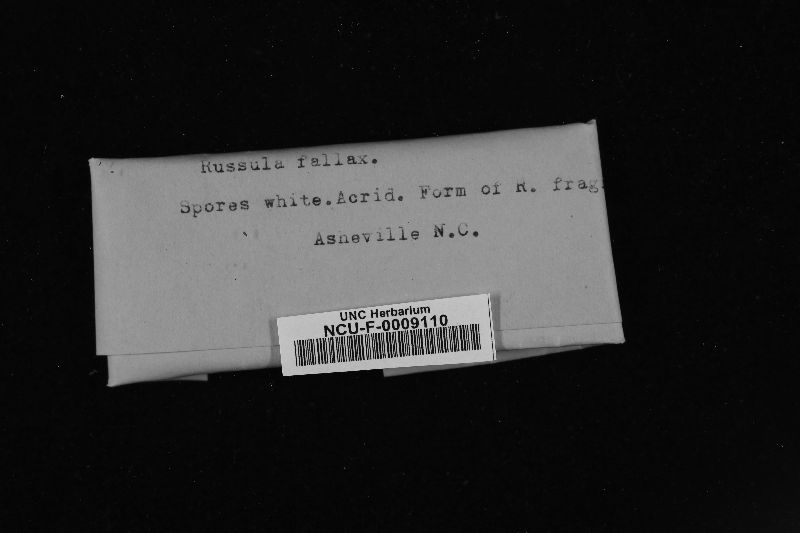 Russula fallax.
Spores white.Acrid. Form of R. frag.
Asheville N.C.
UNC Herbarium
NCU-F-0009110